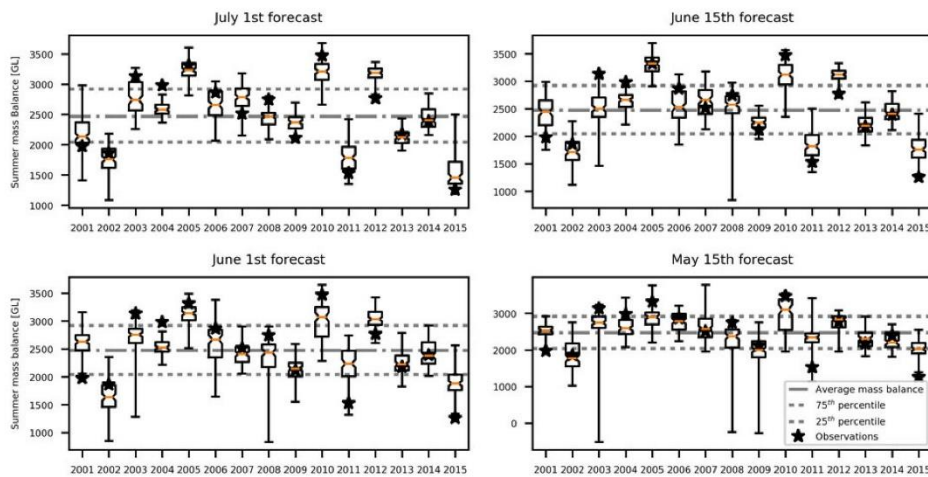 July 1st forecast
Summer mass Balance [GL]
3500
3000
2500
2000
1500
1000
2001 2002 2003 2004 2005 2006 2007 2008 2009 2010 2011 2012 2013 2014 2015
June 15th forecast
3500
3000
2500
2000
1500
1000
2001 2002 2003 2004 2005 2006 2007 2008 2009 2010 2011 2012 2013 2014 2015
June 1st forecast
Summer mass balance [GL]
3500
3000
2500
2000
1500
1000
2001 2002 2003 2004 2005 2006 2007 2008 2009 2010 2011 2012 2013 2014 2015
May 15th forecast
4000
3000
2000
1000
0
2001 2002 2003 2004 2005 2006 2007 2008 2009 2010 2011 2012 2013 2014 2015
Average mass balance
75th percentile
25th percentile
Observations